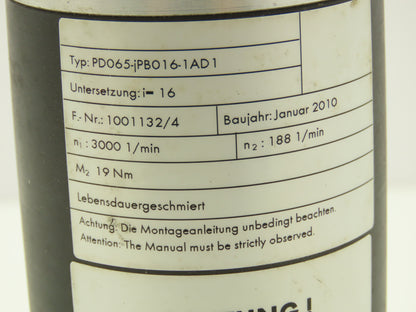 Typ: PD065-jPB016-1AD1
Untersetzung: i= 16
F.-Nr.: 1001132/4 Baujahr: Januar 2010
n₁ : 3000 1/min n₂ : 188 1/min
M₂ 19 Nm
Lebensdauergeschmiert
Achtung: Die Montageanleitung unbedingt beachten.
Attention: The Manual must be strictly observed.